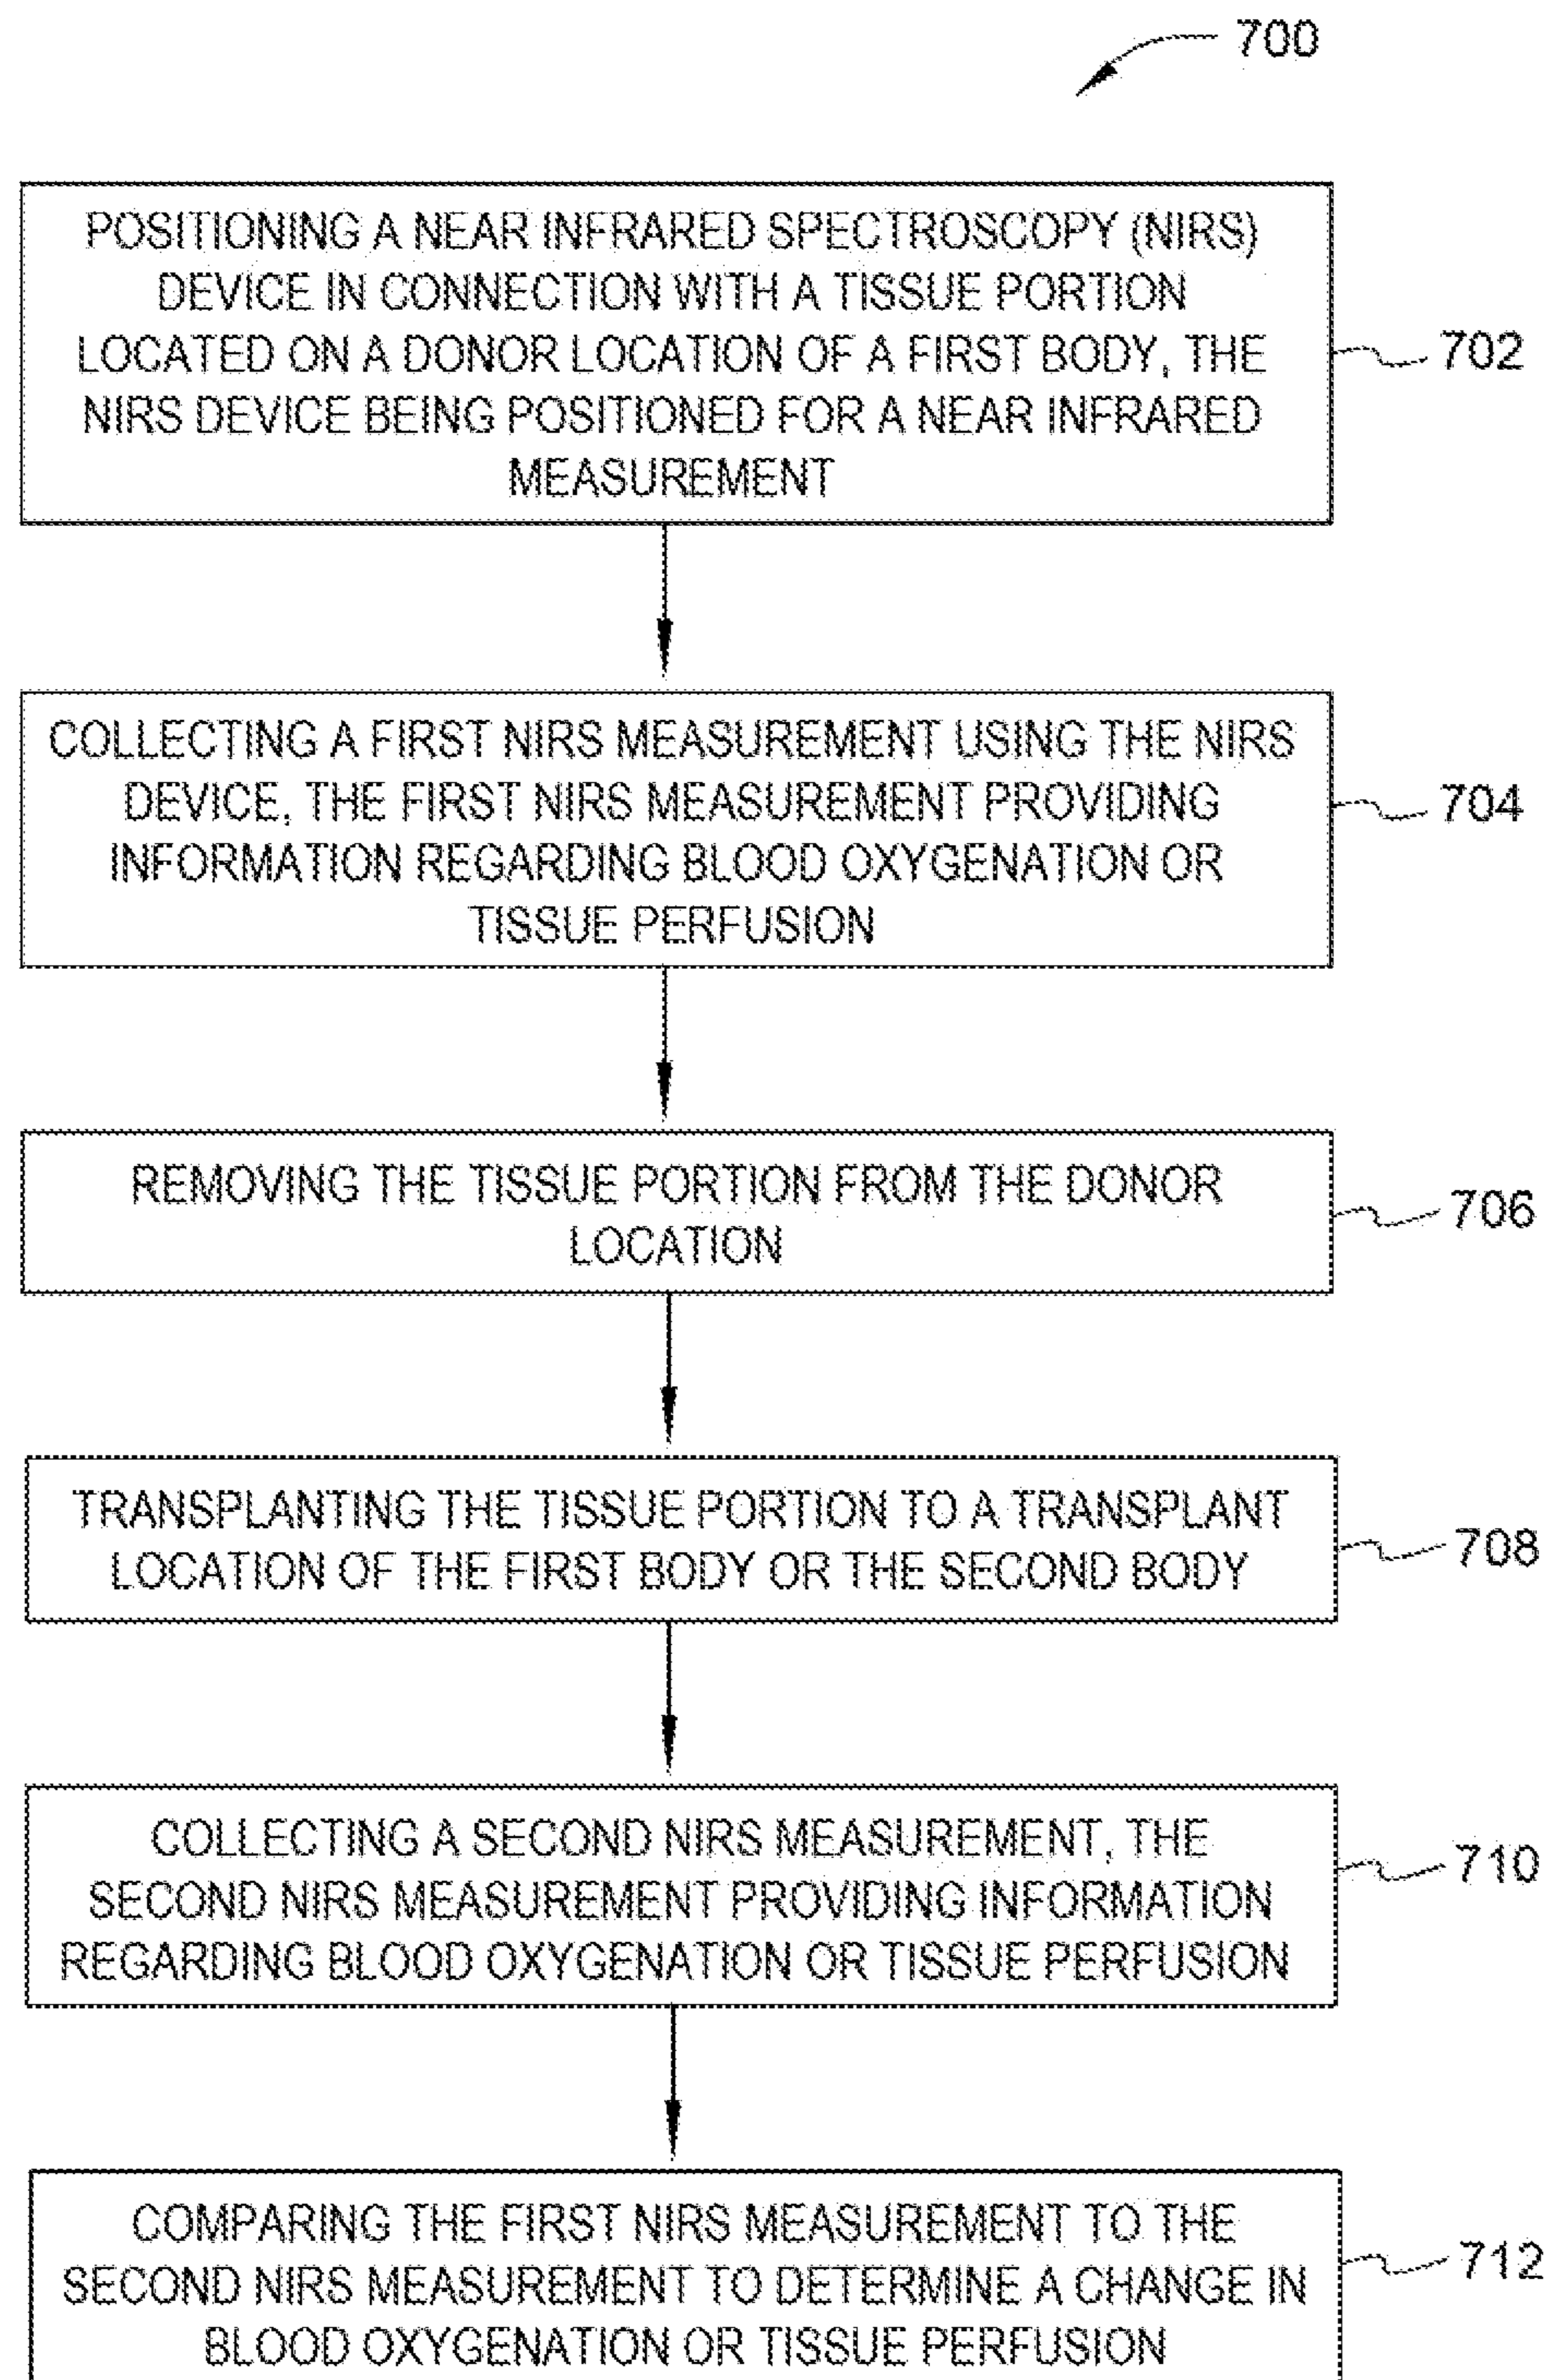 700
POSITIONING A NEAR INFRARED SPECTROSCOPY (NIRS)
DEVICE IN CONNECTION WITH A TISSUE PORTION
LOCATED ON A DONOR LOCATION OF A FIRST BODY, THE
NIRS DEVICE BEING POSITIONED FOR A NEAR INFRARED
MEASUREMENT
702
COLLECTING A FIRST NIRS MEASUREMENT USING THE NIRS
DEVICE, THE FIRST NIRS MEASUREMENT PROVIDING
INFORMATION REGARDING BLOOD OXYGENATION OR
TISSUE PERFUSION
704
REMOVING THE TISSUE PORTION FROM THE DONOR
LOCATION
706
TRANSPLANTING THE TISSUE PORTION TO A TRANSPLANT
LOCATION OF THE FIRST BODY OR THE SECOND BODY
708
COLLECTING A SECOND NIRS MEASUREMENT, THE
SECOND NIRS MEASUREMENT PROVIDING INFORMATION
REGARDING BLOOD OXYGENATION OR TISSUE PERFUSION
710
COMPARING THE FIRST NIRS MEASUREMENT TO THE
SECOND NIRS MEASUREMENT TO DETERMINE A CHANGE IN
BLOOD OXYGENATION OR TISSUE PERFUSION
712